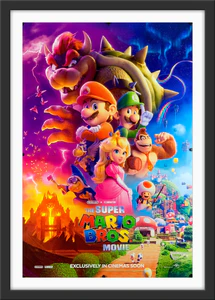 THE SUPER
MARIO
BROS.
MOVIE
EXCLUSIVELY IN CINEMAS SOON